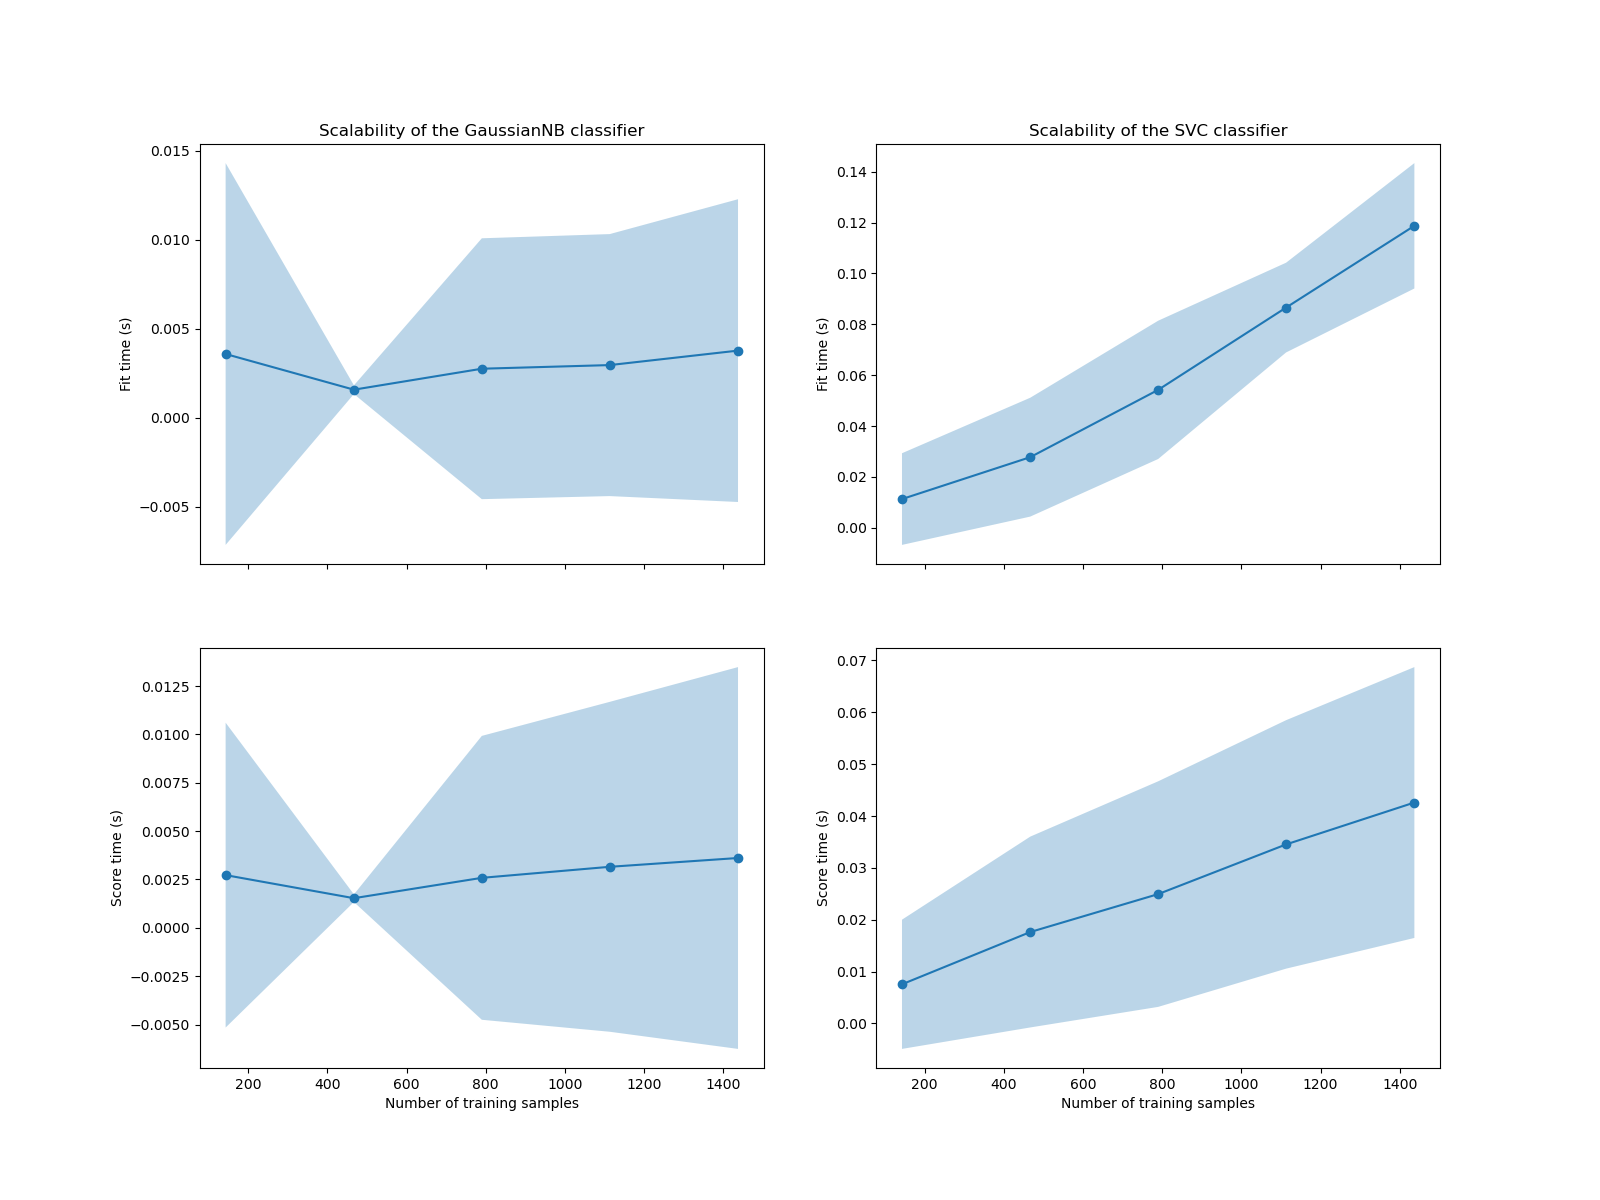 Scalability of the GaussianNB classifier
0.015
0.010
0.005
0.000
−0.005
Fit time (s)
Scalability of the SVC classifier
0.14
0.12
0.10
0.08
0.06
0.04
0.02
0.00
Fit time (s)
0.0125
0.0100
0.0075
0.0050
0.0025
0.0000
−0.0025
−0.0050
Score time (s)
200 400 600 800 1000 1200 1400
Number of training samples
0.07
0.06
0.05
0.04
0.03
0.02
0.01
0.00
Score time (s)
200 400 600 800 1000 1200 1400
Number of training samples